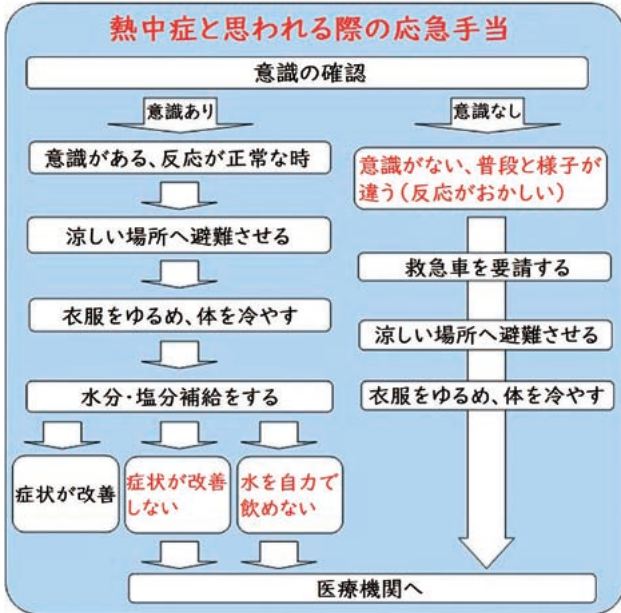 熱中症と思われる際の応急手当
意識の確認
意識あり
意識なし
意識がある、反応が正常な時
涼しい場所へ避難させる
衣服をゆるめ、体を冷やす
水分・塩分補給をする
症状が改善
症状が改善
しない
水を自力で
飲めない
意識がない、普段と様子が
違う(反応がおかしい)
救急車を要請する
涼しい場所へ避難させる
衣服をゆるめ、体を冷やす
医療機関へ